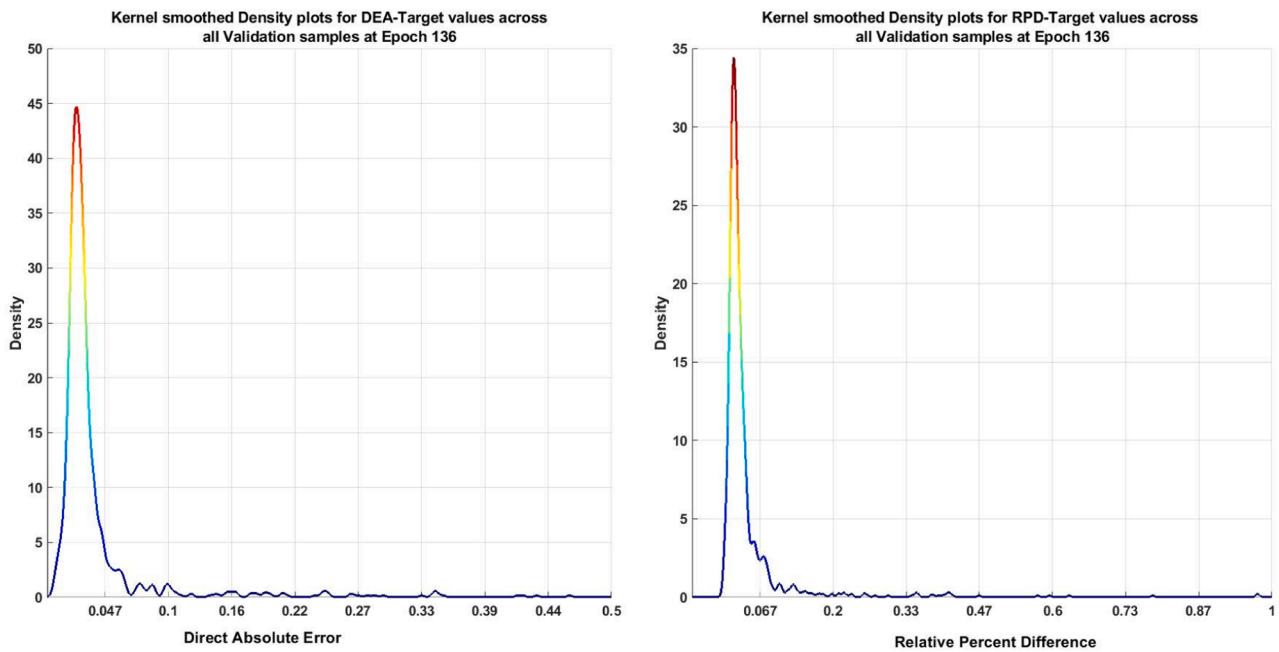 Kernel smoothed Density plots for DEA-Target values across
all Validation samples at Epoch 136
50
45
40
35
30
25
20
15
10
5
0
Density
0.047 0.1 0.16 0.22 0.27 0.33 0.39 0.44 0.5
Direct Absolute Error
Kernel smoothed Density plots for RPD-Target values across
all Validation samples at Epoch 136
35
30
25
20
15
10
5
0
Density
0.067 0.2 0.33 0.47 0.6 0.73 0.87 1
Relative Percent Difference